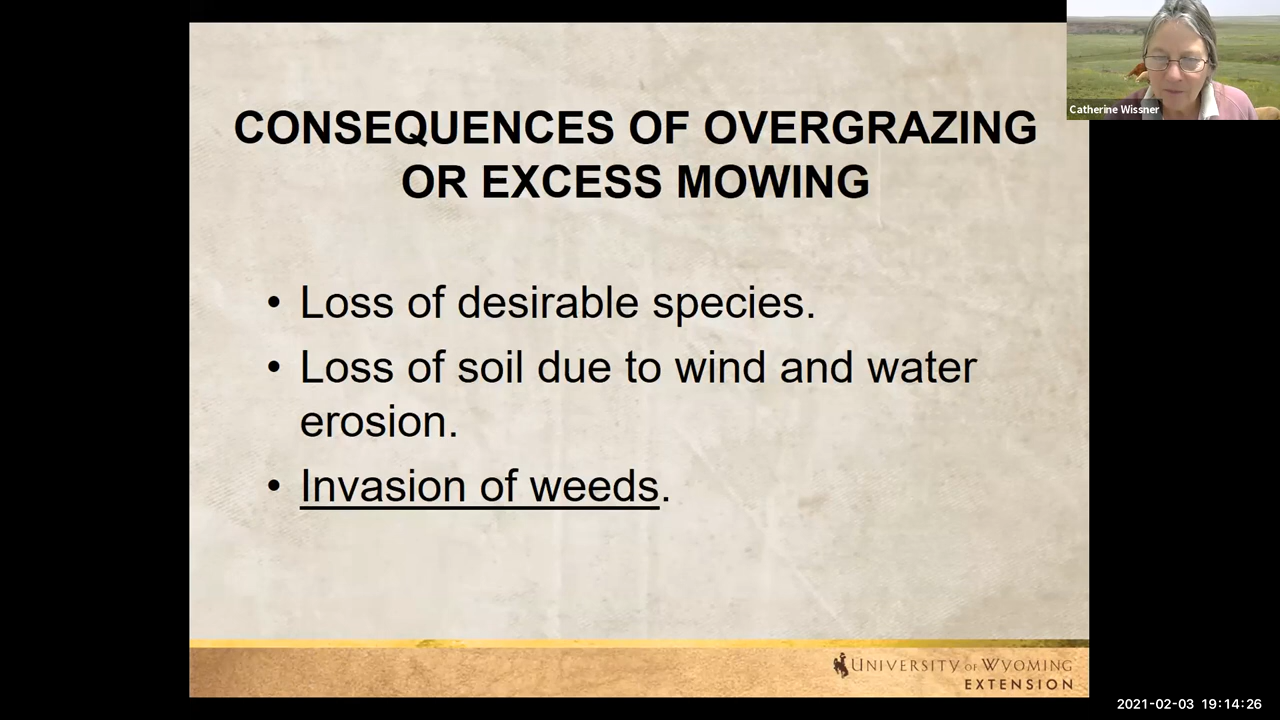 CONSEQUENCES OF OVERGRAZING
OR EXCESS MOWING
• Loss of desirable species.
• Loss of soil due to wind and water
erosion.
• Invasion of weeds.
UNIVERSITY OF WYOMING
EXTENSION
Catherine Wissner
2021-02-03 19:14:26